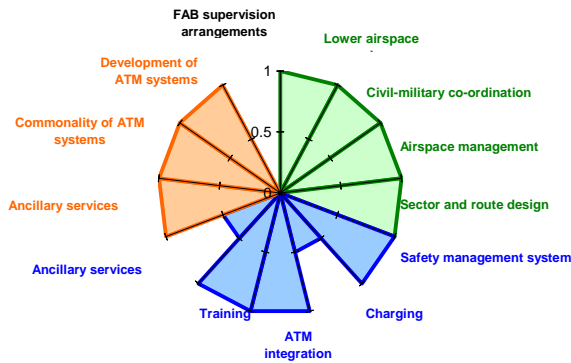 FAB supervision
arrangements
Lower airspace
Development of
ATM systems
1
Civil-military co-ordination
Commonality of ATM
systems
0.5
Airspace management
0
Ancillary services
Sector and route design
Ancillary services
Safety management system
Training
Charging
ATM
integration